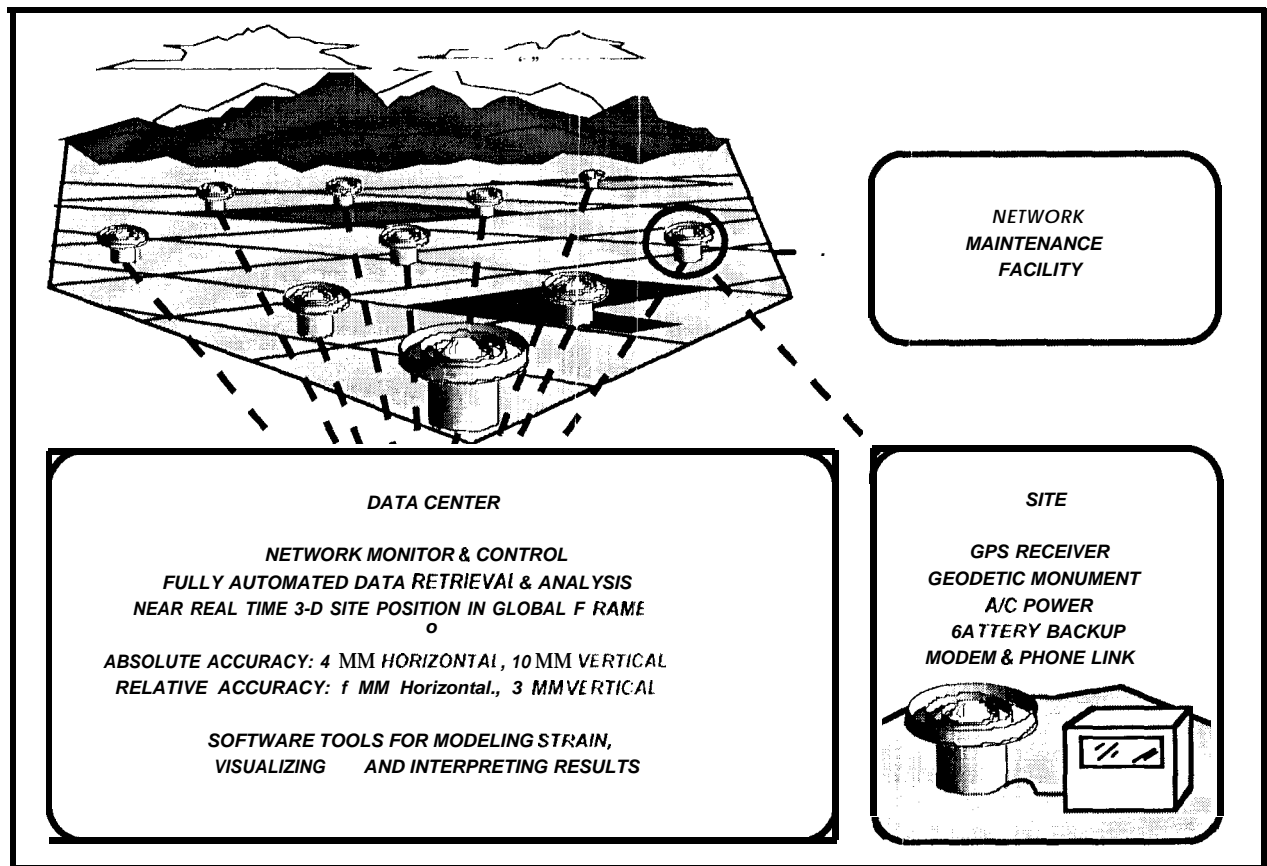 NETWORK
MAINTENANCE
FACILITY
DATA CENTER
NETWORK MONITOR & CONTROL
FULLY AUTOMATED DATA RETRIEVAL & ANALYSIS
NEAR REAL TIME 3-D SITE POSITION IN GLOBAL F RAME
o
ABSOLUTE ACCURACY: 4 MM HORIZONTAL, 10 MM VERTICAL
RELATIVE ACCURACY: f MM Horizontal., 3 MM VERTICAL
SOFTWARE TOOLS FOR MODELING STRAIN,
VISUALIZING AND INTERPRETING RESULTS
SITE
GPS RECEIVER
GEODETIC MONUMENT
A/C POWER
6ATTERY BACKUP
MODEM & PHONE LINK